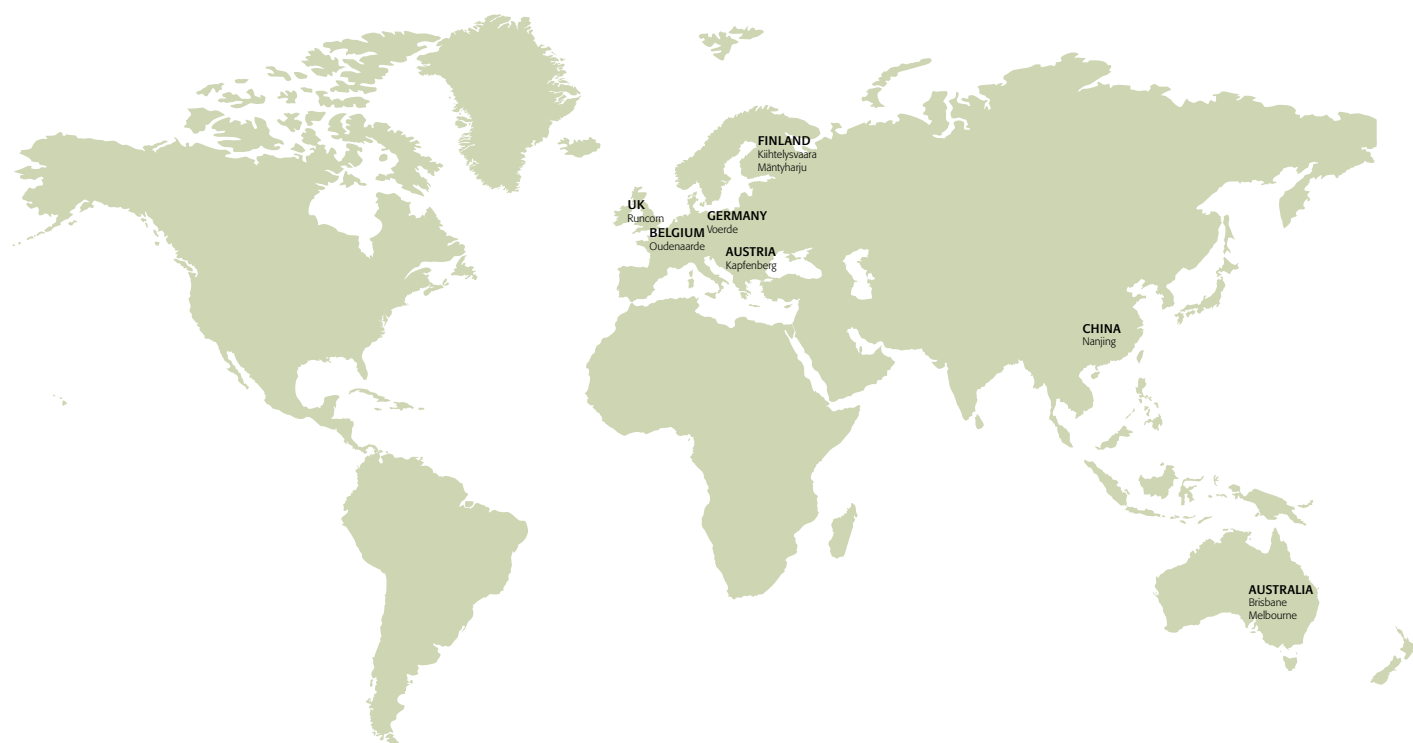 FINLAND
Kiihtelysvaara
Mäntyharju
UK
Runcorn
GERMANY
Voerde
BELGIUM
Oudenaarde
AUSTRIA
Kapfenberg
CHINA
Nanjing
AUSTRALIA
Brisbane
Melbourne